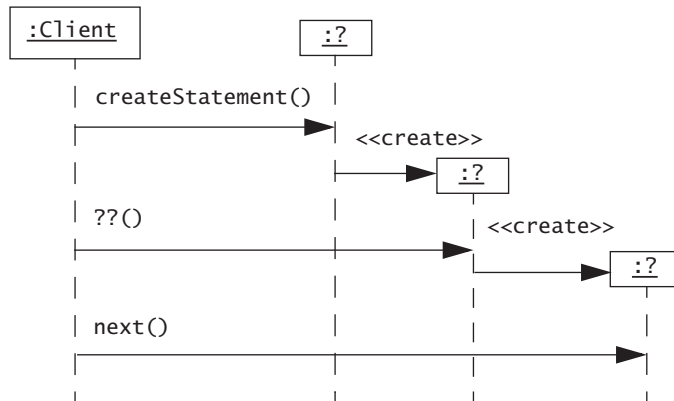 :Client
:?
createStatement()
<<create>>
:?
??()
<<create>>
:?
next()